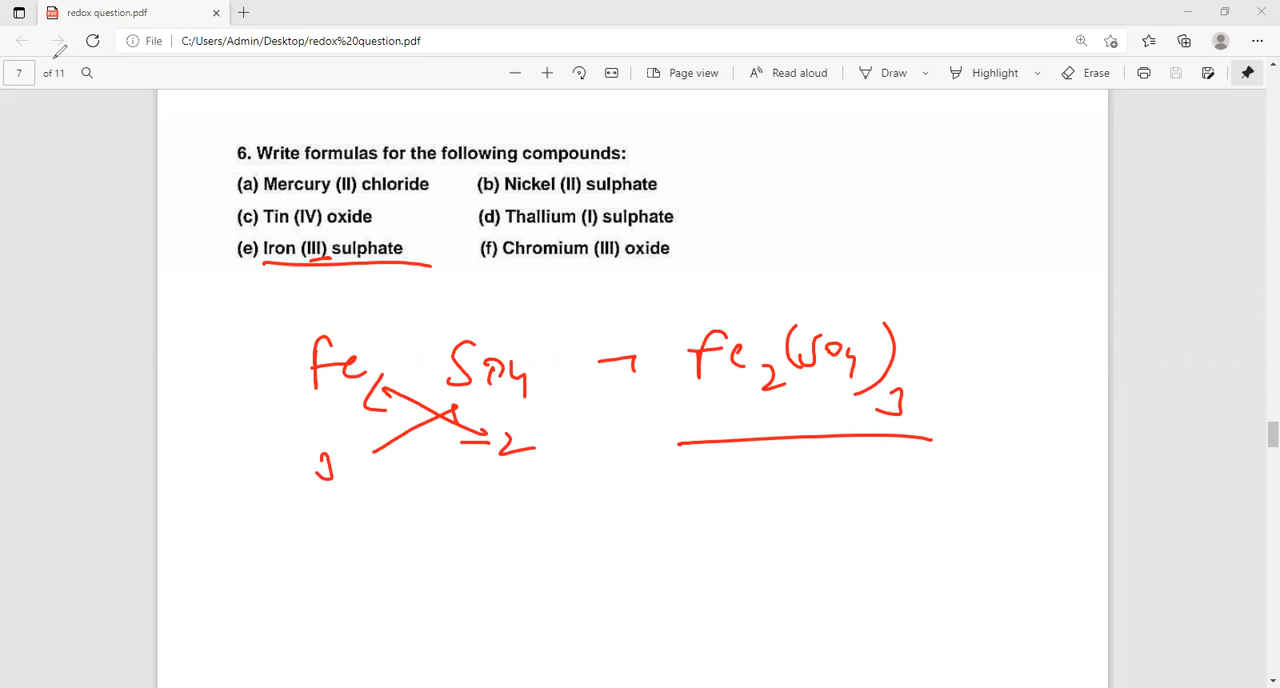 redox question.pdf
File C:/Users/Admin/Desktop/redox%20question.pdf
7 of 11 Page view Read aloud Draw Highlight Erase
6. Write formulas for the following compounds:
(a) Mercury (II) chloride (b) Nickel (II) sulphate
(c) Tin (IV) oxide (d) Thallium (I) sulphate
(e) Iron (III) sulphate (f) Chromium (III) oxide
Fe SO4 → Fe2(SO4)3
3 -2